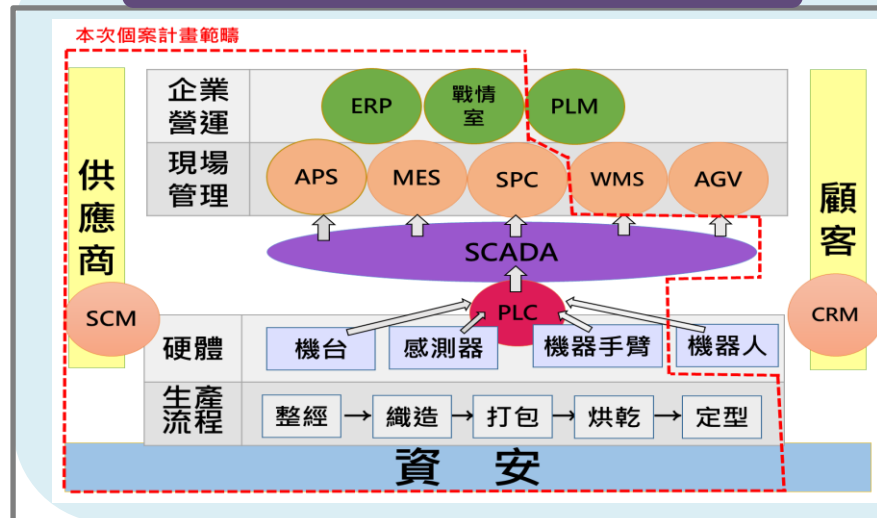 本次個案計畫範疇
供應商
SCM
企業
營運
ERP
戰情
室
PLM
現場
管理
APS
MES
SPC
WMS
AGV
SCADA
PLC
硬體
機台
感測器
機器手臂
機器人
生產
流程
整經→織造→打包→烘乾→定型
顧客
CRM
資 安